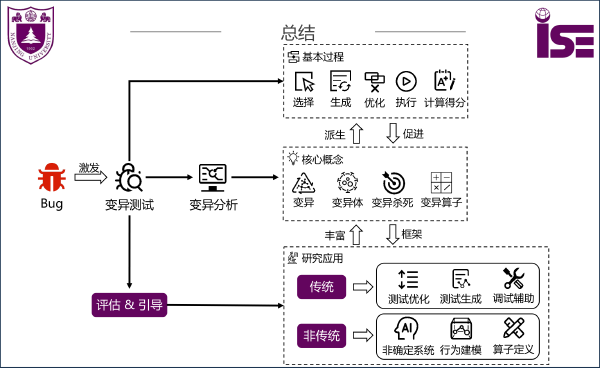 总结
NANJING UNIVERSITY
1902
iSE
基本过程
选择 生成 优化 执行 计算得分
A+
派生 促进
Bug
激发
变异测试
变异分析
核心概念
变异 变异体 变异杀死 变异算子
丰富 框架
评估 & 引导
研究应用
传统
测试优化 测试生成 调试辅助
非传统
AI
非确定系统 行为建模 算子定义